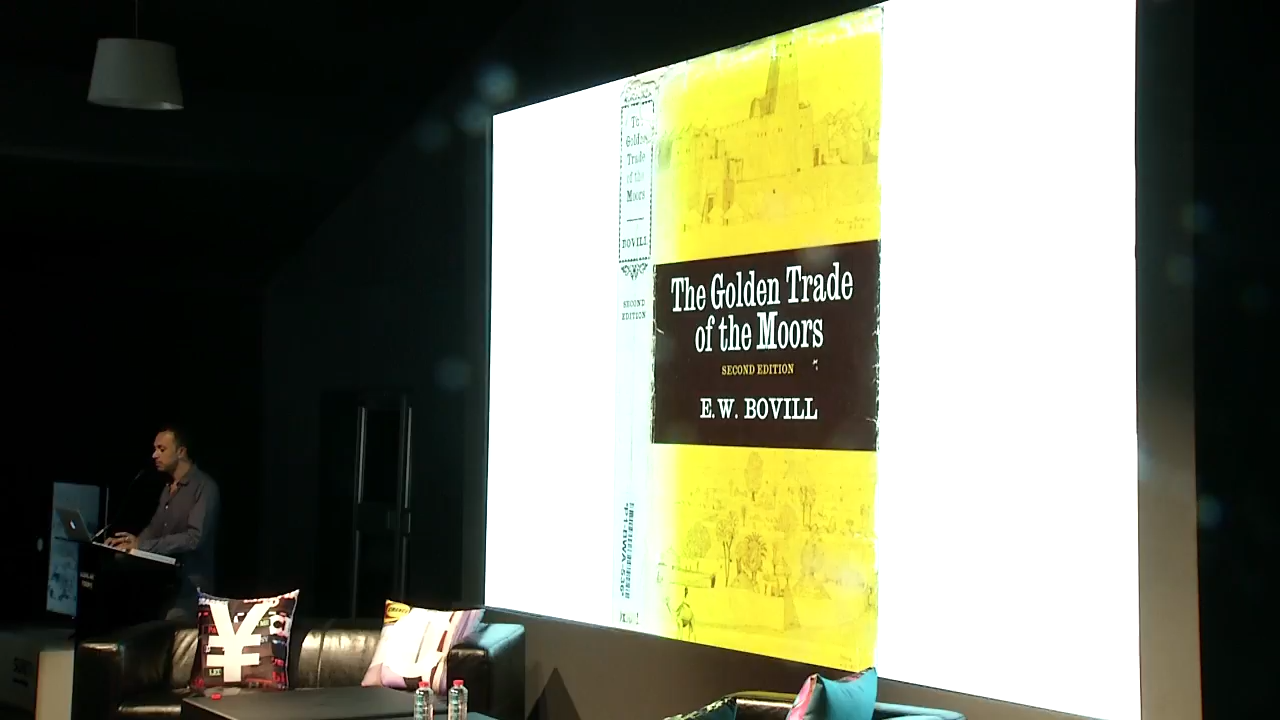 The
Golden
Trade
of the
Moors
BOVILL
SECOND
EDITION
The Golden Trade
of the Moors
SECOND EDITION
E. W. BOVILL
¥